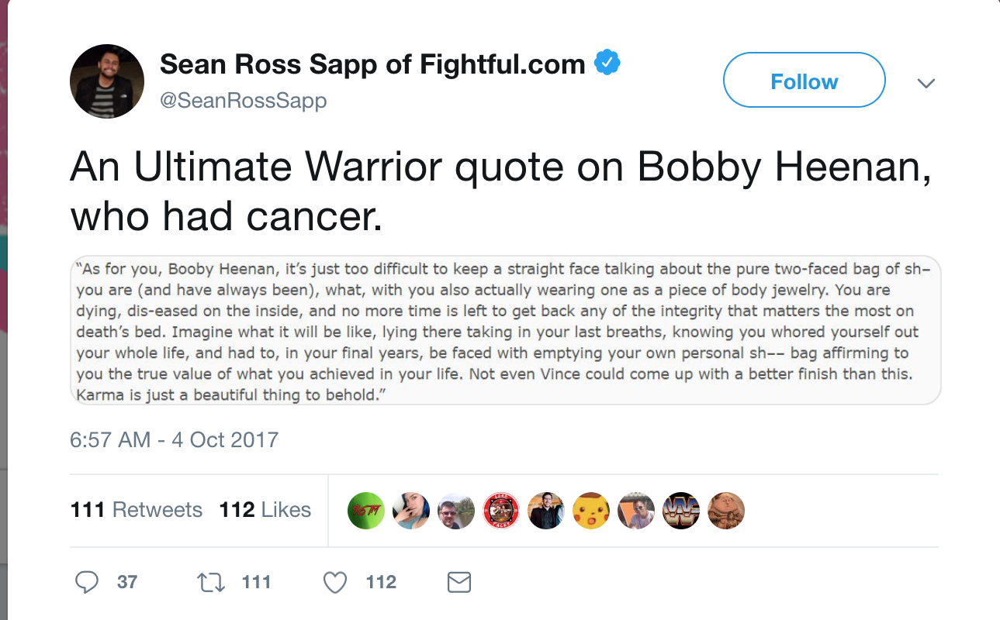 Sean Ross Sapp of Fightful.com
@SeanRossSapp
Follow
An Ultimate Warrior quote on Bobby Heenan,
who had cancer.
“As for you, Booby Heenan, it’s just too difficult to keep a straight face talking about the pure two-faced bag of sh–
you are (and have always been), what, with you also actually wearing one as a piece of body jewelry. You are
dying, dis-eased on the inside, and no more time is left to get back any of the integrity that matters the most on
death’s bed. Imagine what it will be like, lying there taking in your last breaths, knowing you whored yourself out
your whole life, and had to, in your final years, be faced with emptying your own personal sh–– bag affirming to
you the true value of what you achieved in your life. Not even Vince could come up with a better finish than this.
Karma is just a beautiful thing to behold.”
6:57 AM - 4 Oct 2017
111 Retweets 112 Likes
37 111 112